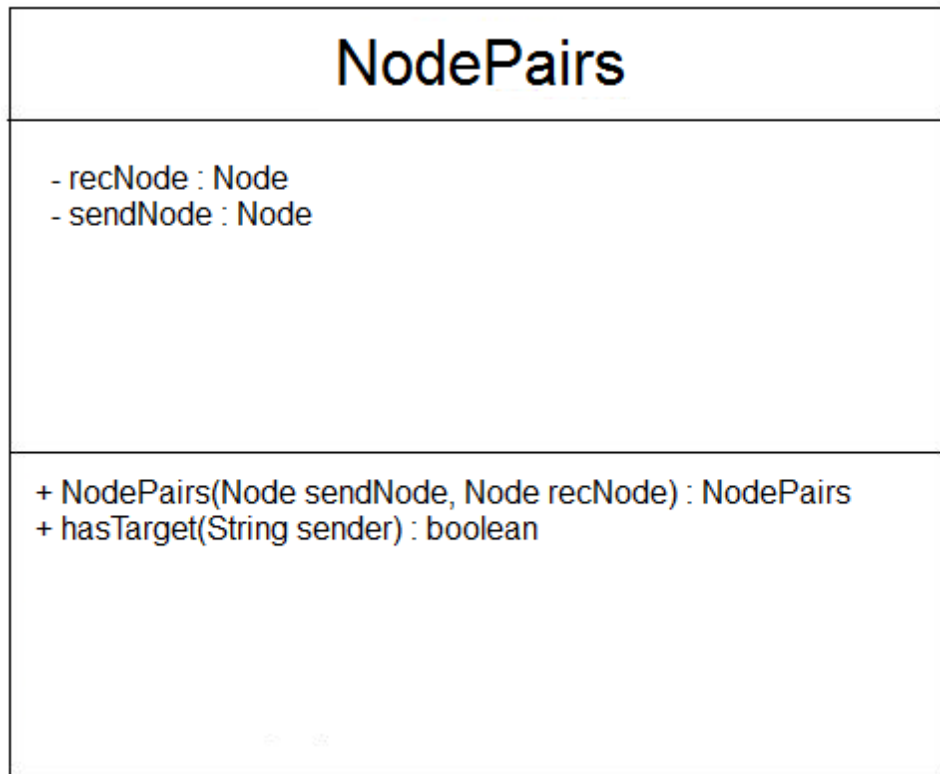 NodePairs
- recNode : Node
- sendNode : Node
+ NodePairs(Node sendNode, Node recNode) : NodePairs
+ hasTarget(String sender) : boolean